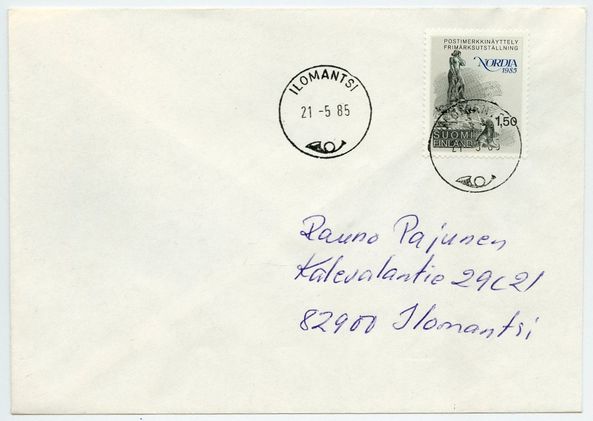 POSTIMERKKINÄYTTELY
FRIMÄRKSUTSTÄLLNING
NORDIA
1985
ILOMANTSI
21 -5 85
1,50
SUOMI
FINLAND
Rauno Pajunen
Kalevalantie 29C21
82900 Ilomantsi